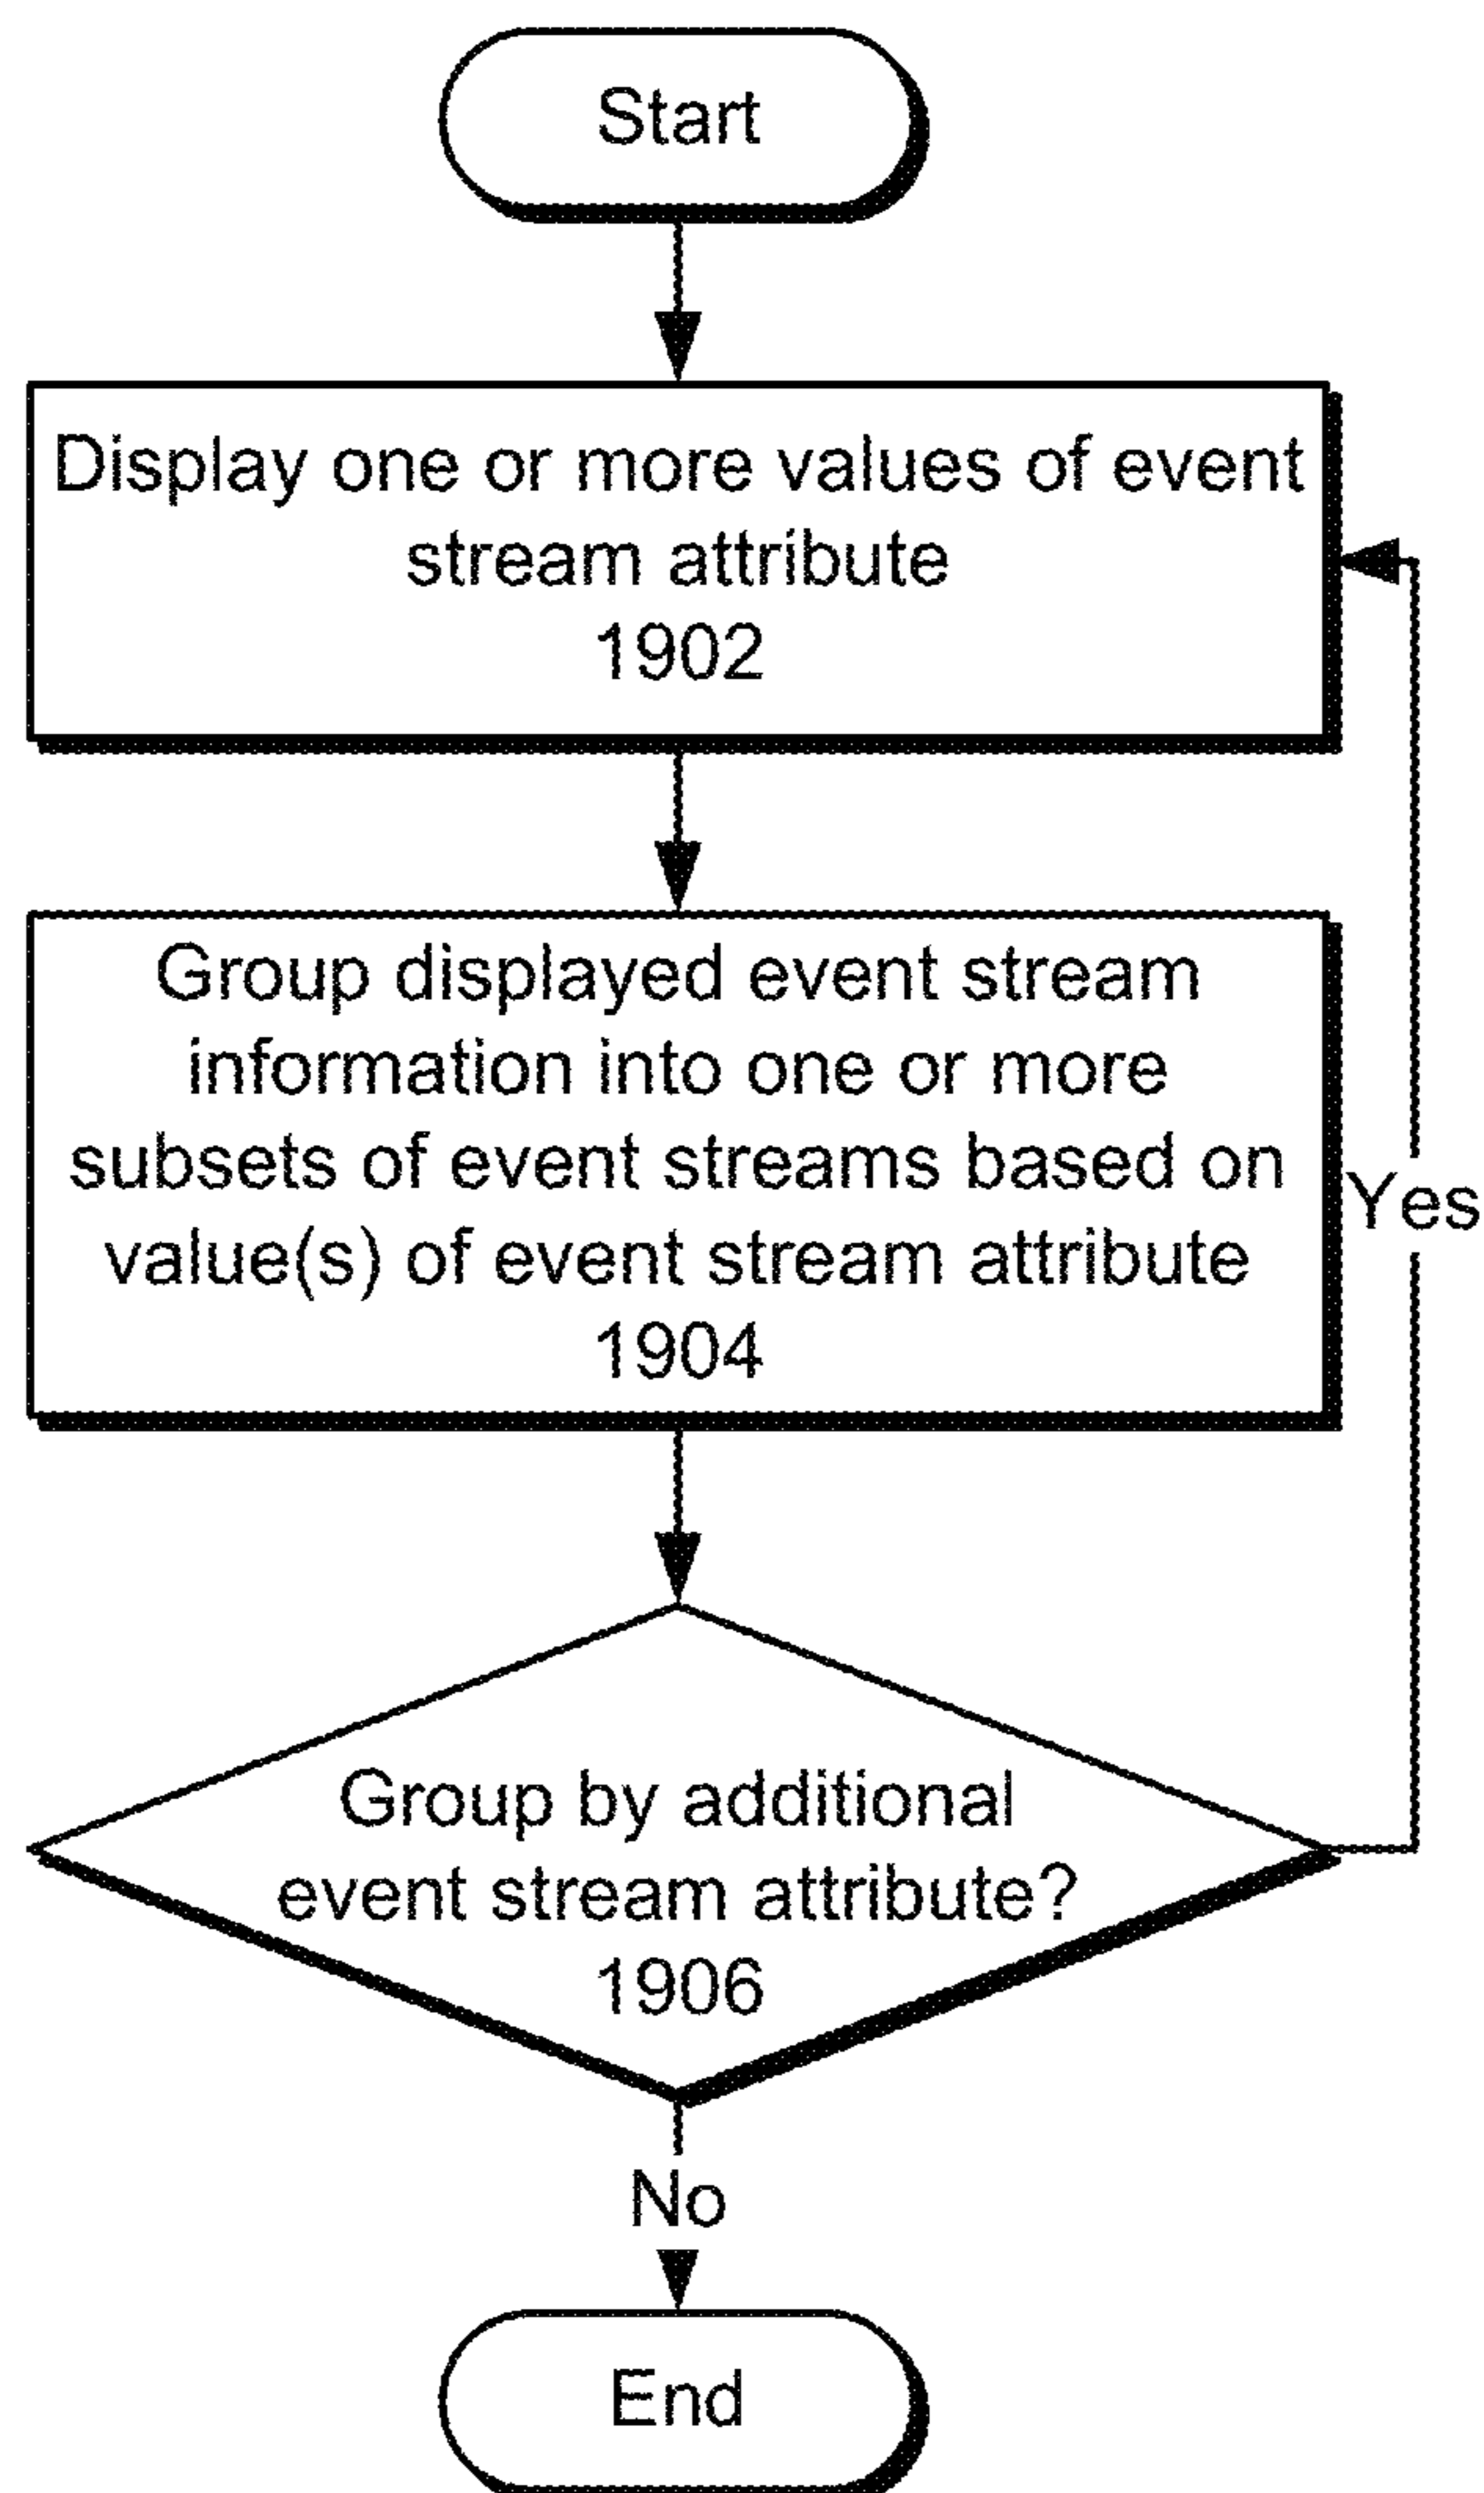 Start
Display one or more values of event
stream attribute
1902
Group displayed event stream
information into one or more
subsets of event streams based on
value(s) of event stream attribute
1904
Yes
Group by additional
event stream attribute?
1906
No
End